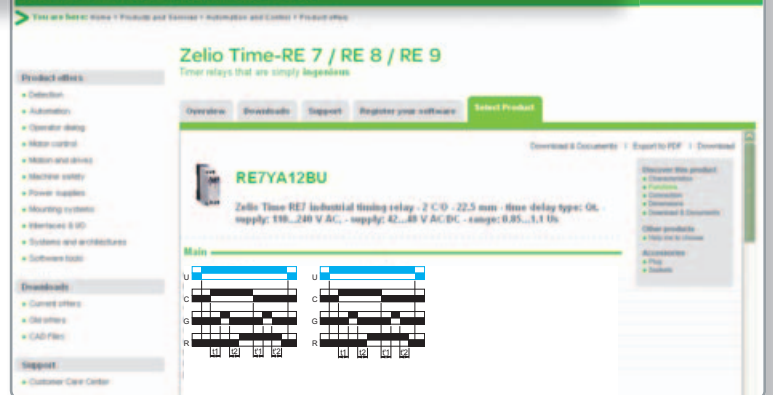 You are here: Home > Products and Services > Automation and Control > Product offers
Zelio Time-RE 7 / RE 8 / RE 9
Timer relays that are simply Ingenious
Product offers
Detection
Automation
Operator dialog
Motor control
Motion and drives
Machine safety
Power supplies
Mounting systems
Interfaces & I/O
Systems and architectures
Software tools
Downloads
Current offers
Old offers
CAD Files
Support
Customer Care Center
Overview Downloads Support Register your software Select Product
Download & Documents | Export to PDF | Download
RE7YA12BU
Zelio Time RE7 industrial timing relay - 2 C/O - 22.5 mm - time delay type: Qt, -
supply: 110...240 V AC, - supply: 42...48 V AC/DC - range: 0.05...1.1 Us
Discover this product
Characteristics
Functions
Connection
Dimensions
Download & Documents
Other products
Help me to choose
Accessories
Plug
Sockets
Main
U U
C C
G G
R R
t1 t2 t'1 t'2 t1 t2 t'1 t'2